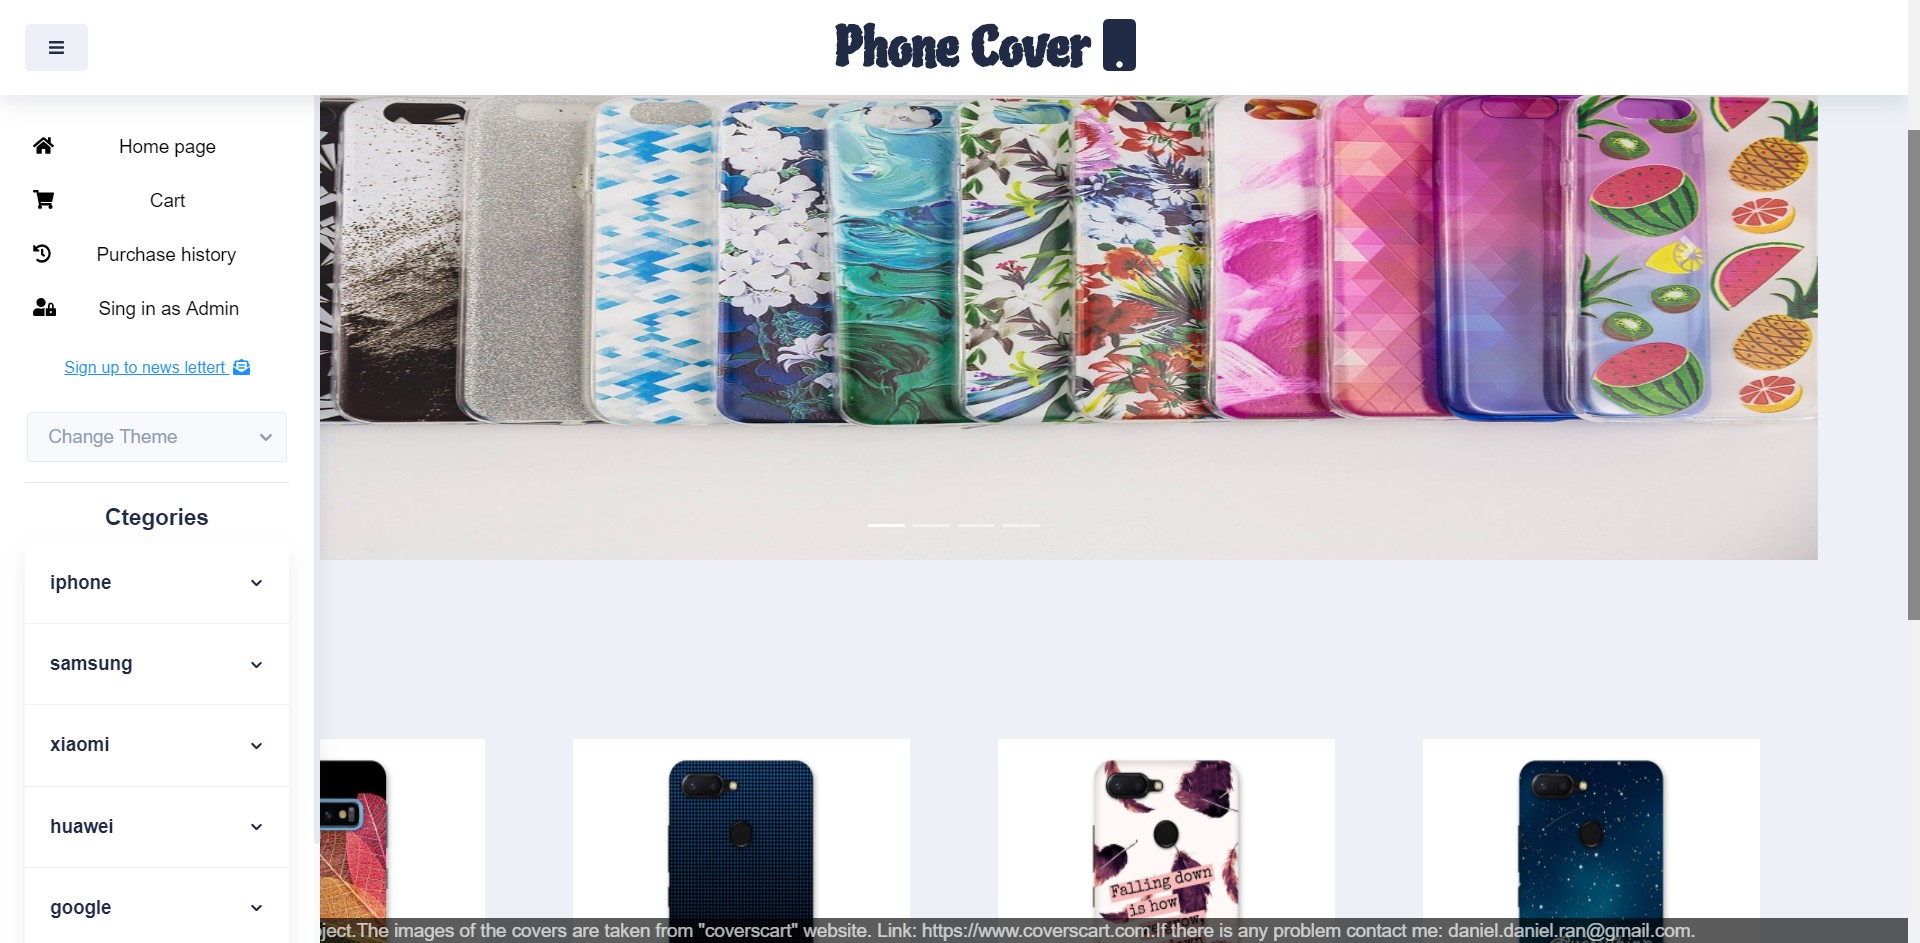 Phone Cover
Home page
Cart
Purchase history
Sing in as Admin
Sign up to news lettert
Change Theme
Ctegories
iphone
samsung
xiaomi
huawei
google
Falling down
is how
ject.The images of the covers are taken from "coverscart" website. Link: https://www.coverscart.com.If there is any problem contact me: daniel.daniel.ran@gmail.com.